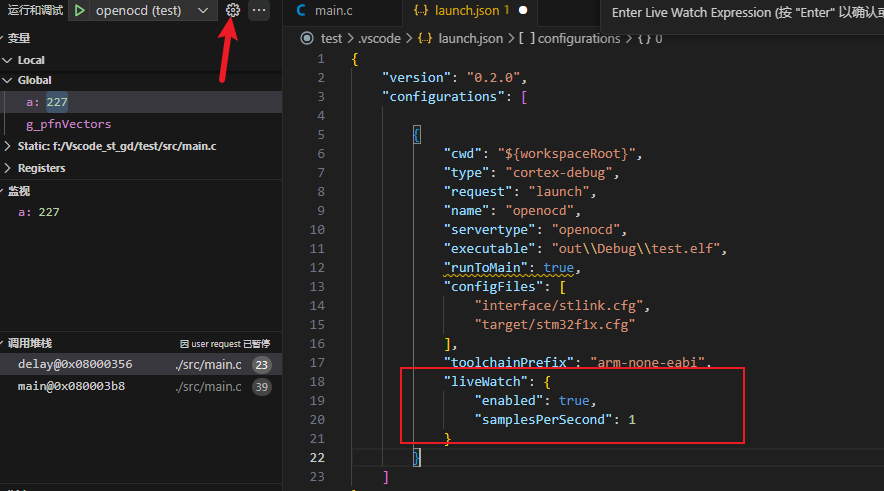 运行和调试 openocd (test) ···
变量
Local
Global
a: 227
g_pfnVectors
Static: f:/Vscode_st_gd/test/src/main.c
Registers
监视
a: 227
调用堆栈 因 user request 已暂停
delay@0x08000356 ./src/main.c 23
main@0x080003b8 ./src/main.c 39
C main.c {··} launch.json 1
Enter Live Watch Expression (按 "Enter" 以确认或
test > .vscode > {··} launch.json > [ ] configurations > { } 0
1 {
2 "version": "0.2.0",
3 "configurations": [
4
5 {
6 "cwd": "${workspaceRoot}",
7 "type": "cortex-debug",
8 "request": "launch",
9 "name": "openocd",
10 "servertype": "openocd",
11 "executable": "out\\Debug\\test.elf",
12 "runToMain": true,
13 "configFiles": [
14 "interface/stlink.cfg",
15 "target/stm32f1x.cfg"
16 ],
17 "toolchainPrefix": "arm-none-eabi",
18 "liveWatch": {
19 "enabled": true,
20 "samplesPerSecond": 1
21 }
22 }
23 ]